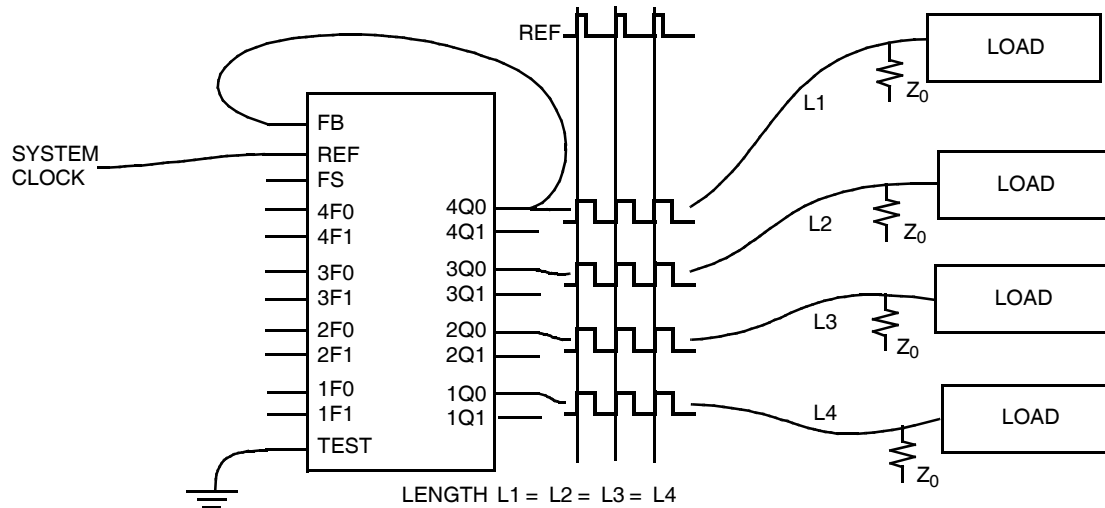 REF
LOAD
Z0
L1
FB
SYSTEM
CLOCK
REF
FS
4F0
4F1
3F0
3F1
2F0
2F1
1F0
1F1
TEST
4Q0
4Q1
3Q0
3Q1
2Q0
2Q1
1Q0
1Q1
LOAD
Z0
L2
LOAD
Z0
L3
LOAD
Z0
L4
LENGTH L1 = L2 = L3 = L4